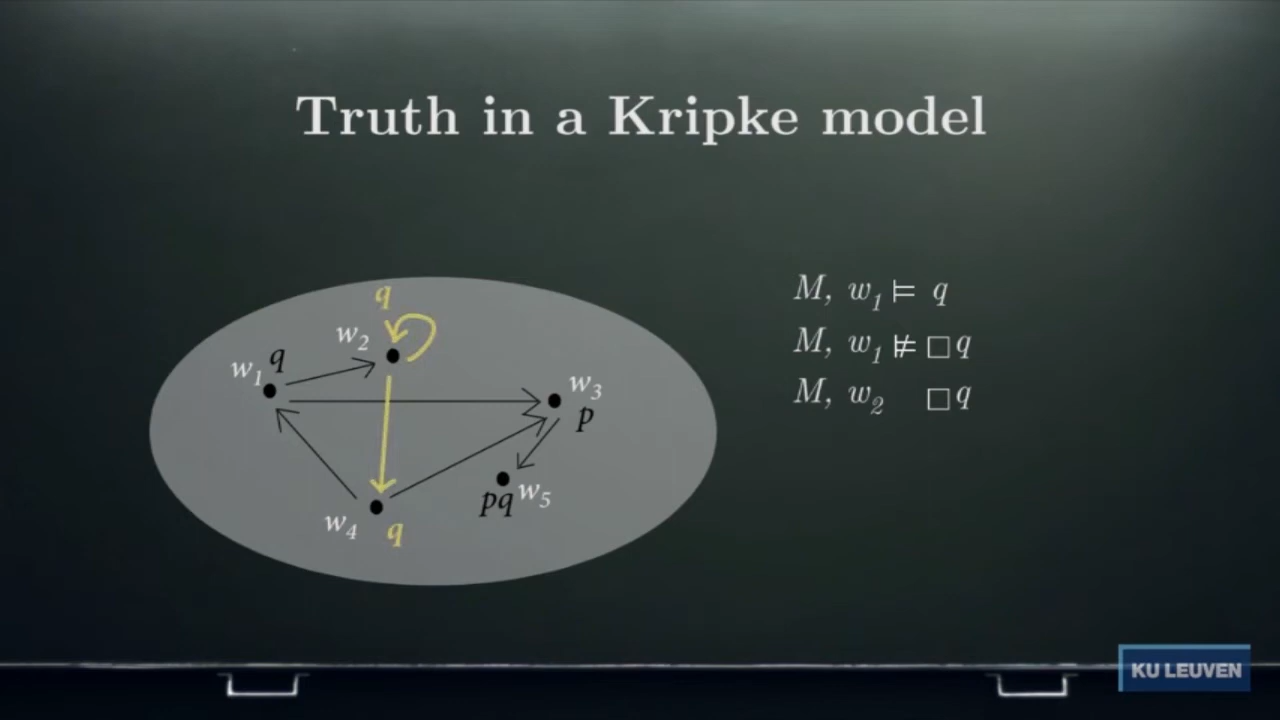 Truth in a Kripke model
q
w2
w1 q
w3
p
pq w5
w4 q
M, w1 ⊨ q
M, w1 ⊭ □q
M, w2 □q
KU LEUVEN